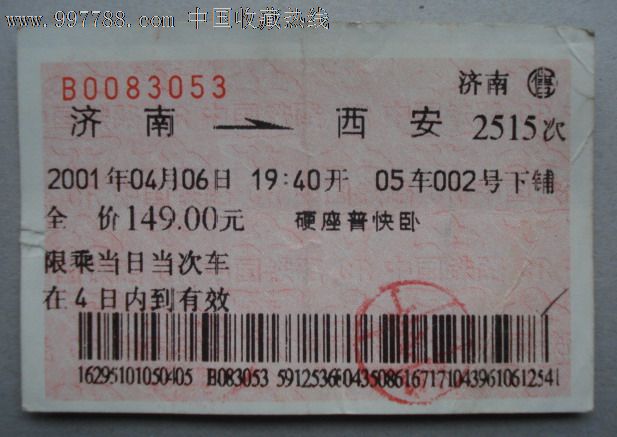 www.997788.com 中国收藏热线
B0083053
济南 售
济南 西安 2515次
2001年04月06日 19:40开 05车002号下铺
全 价149.00元 硬座普快卧
限乘当日当次车
在4日内到有效
16295101050405 B083053